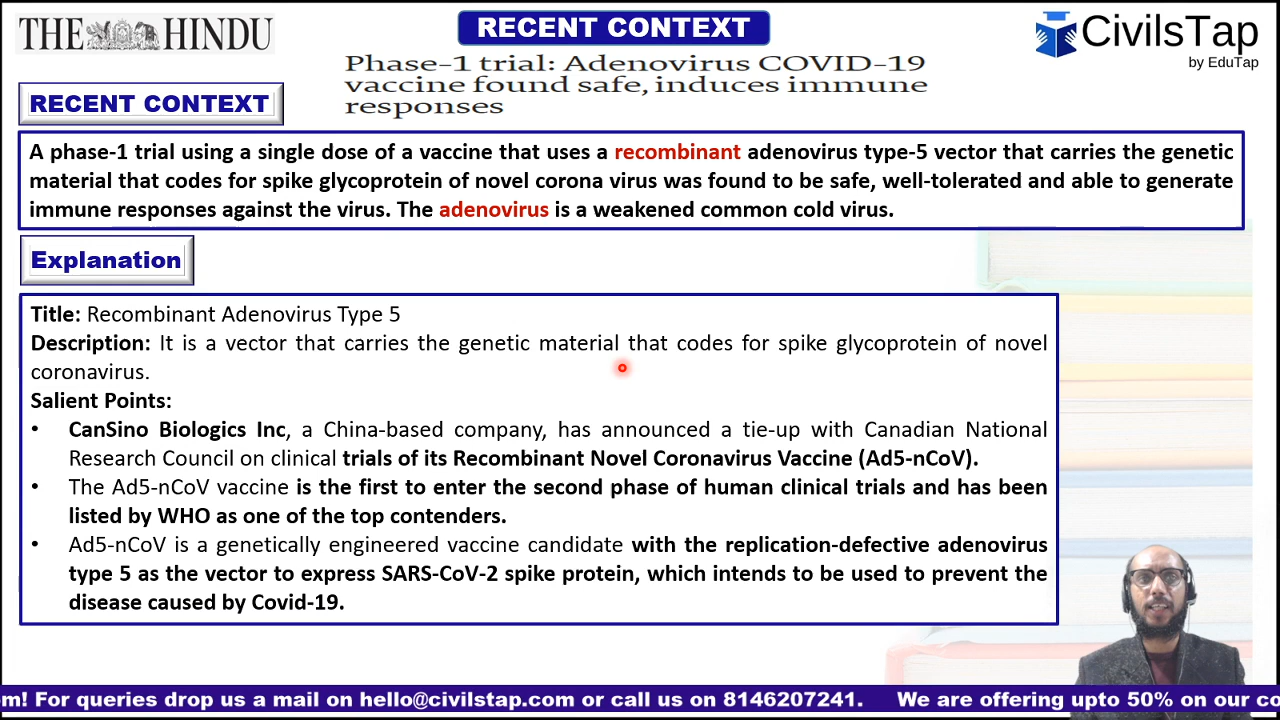 THE HINDU
RECENT CONTEXT
CivilsTap
by EduTap
Phase-1 trial: Adenovirus COVID-19
vaccine found safe, induces immune
responses
RECENT CONTEXT
A phase-1 trial using a single dose of a vaccine that uses a recombinant adenovirus type-5 vector that carries the genetic
material that codes for spike glycoprotein of novel corona virus was found to be safe, well-tolerated and able to generate
immune responses against the virus. The adenovirus is a weakened common cold virus.
Explanation
Title: Recombinant Adenovirus Type 5
Description: It is a vector that carries the genetic material that codes for spike glycoprotein of novel
coronavirus.
Salient Points:
• CanSino Biologics Inc, a China-based company, has announced a tie-up with Canadian National
Research Council on clinical trials of its Recombinant Novel Coronavirus Vaccine (Ad5-nCoV).
• The Ad5-nCoV vaccine is the first to enter the second phase of human clinical trials and has been
listed by WHO as one of the top contenders.
• Ad5-nCoV is a genetically engineered vaccine candidate with the replication-defective adenovirus
type 5 as the vector to express SARS-CoV-2 spike protein, which intends to be used to prevent the
disease caused by Covid-19.
om! For queries drop us a mail on hello@civilstap.com or call us on 8146207241. We are offering upto 50% on our co